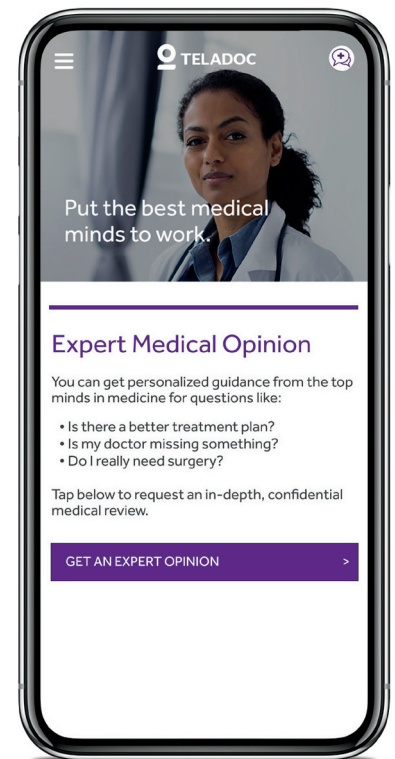 TELADOC
Put the best medical
minds to work.
Expert Medical Opinion
You can get personalized guidance from the top
minds in medicine for questions like:
• Is there a better treatment plan?
• Is my doctor missing something?
• Do I really need surgery?
Tap below to request an in-depth, confidential
medical review.
GET AN EXPERT OPINION >